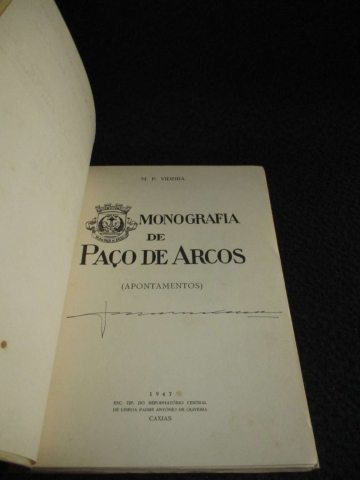 M. P. VIDEIRA
MONOGRAFIA
DE
PAÇO DE ARCOS
(APONTAMENTOS)
1947
ESC. TIP. DO REFORMATÓRIO CENTRAL
DE LISBOA PADRE ANTÓNIO DE OLIVEIRA
CAXIAS